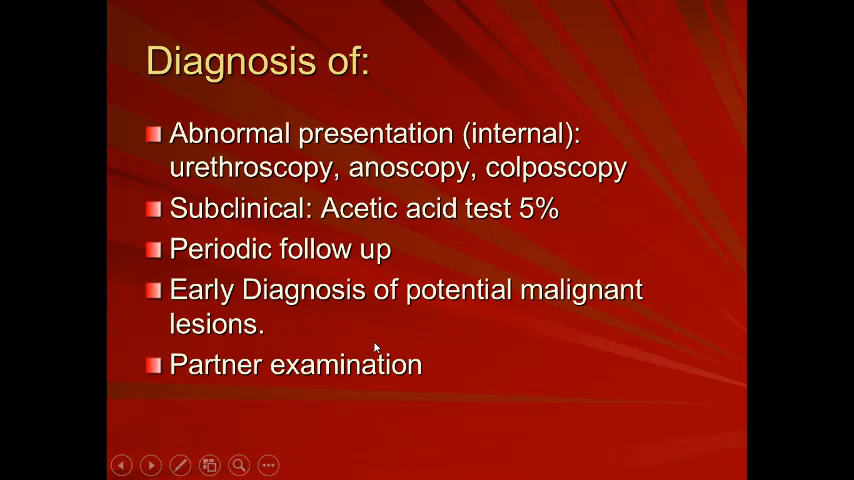 Diagnosis of:
Abnormal presentation (internal):
urethroscopy, anoscopy, colposcopy
Subclinical: Acetic acid test 5%
Periodic follow up
Early Diagnosis of potential malignant
lesions.
Partner examination